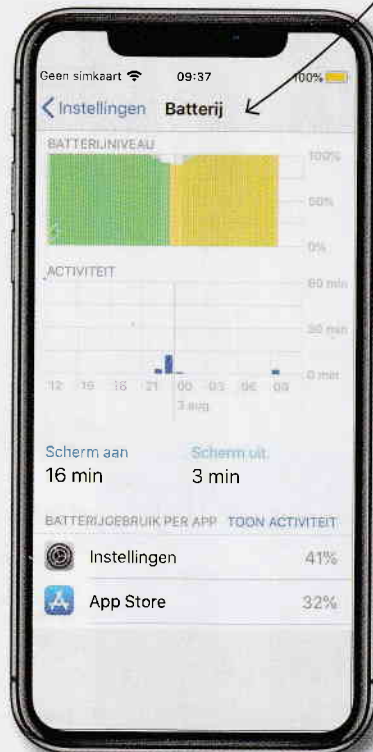 Geen simkaart 09:37 100%
Instellingen Batterij
BATTERIJNIVEAU
100%
50%
0%
ACTIVITEIT
60 min
30 min
0 min
12 15 18 21 00 03 06 09
3 aug.
Scherm aan Scherm uit
16 min 3 min
BATTERIJGEBRUIK PER APP TOON ACTIVITEIT
Instellingen 41%
App Store 32%